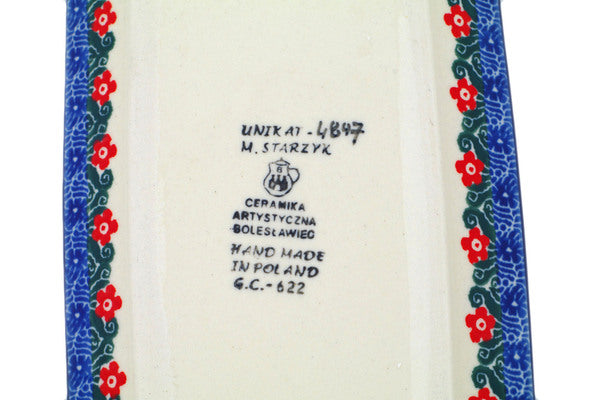 UNIKAT - 4847
M. STARZYK
CERAMIKA
ARTYSTYCZNA
BOLESŁAWIEC
HAND MADE
IN POLAND
G.C.-622